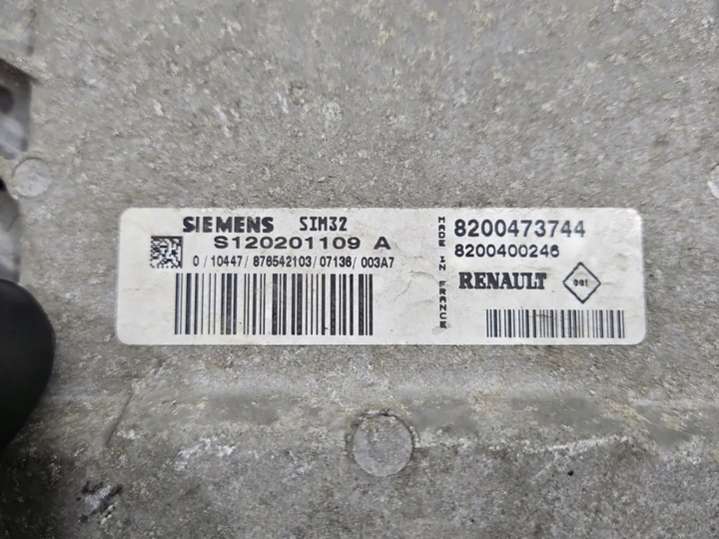 SIEMENS SIM32
S120201109 A
0/10447/876542103/07136/003A7
MADE IN FRANCE
8200473744
8200400246
RENAULT